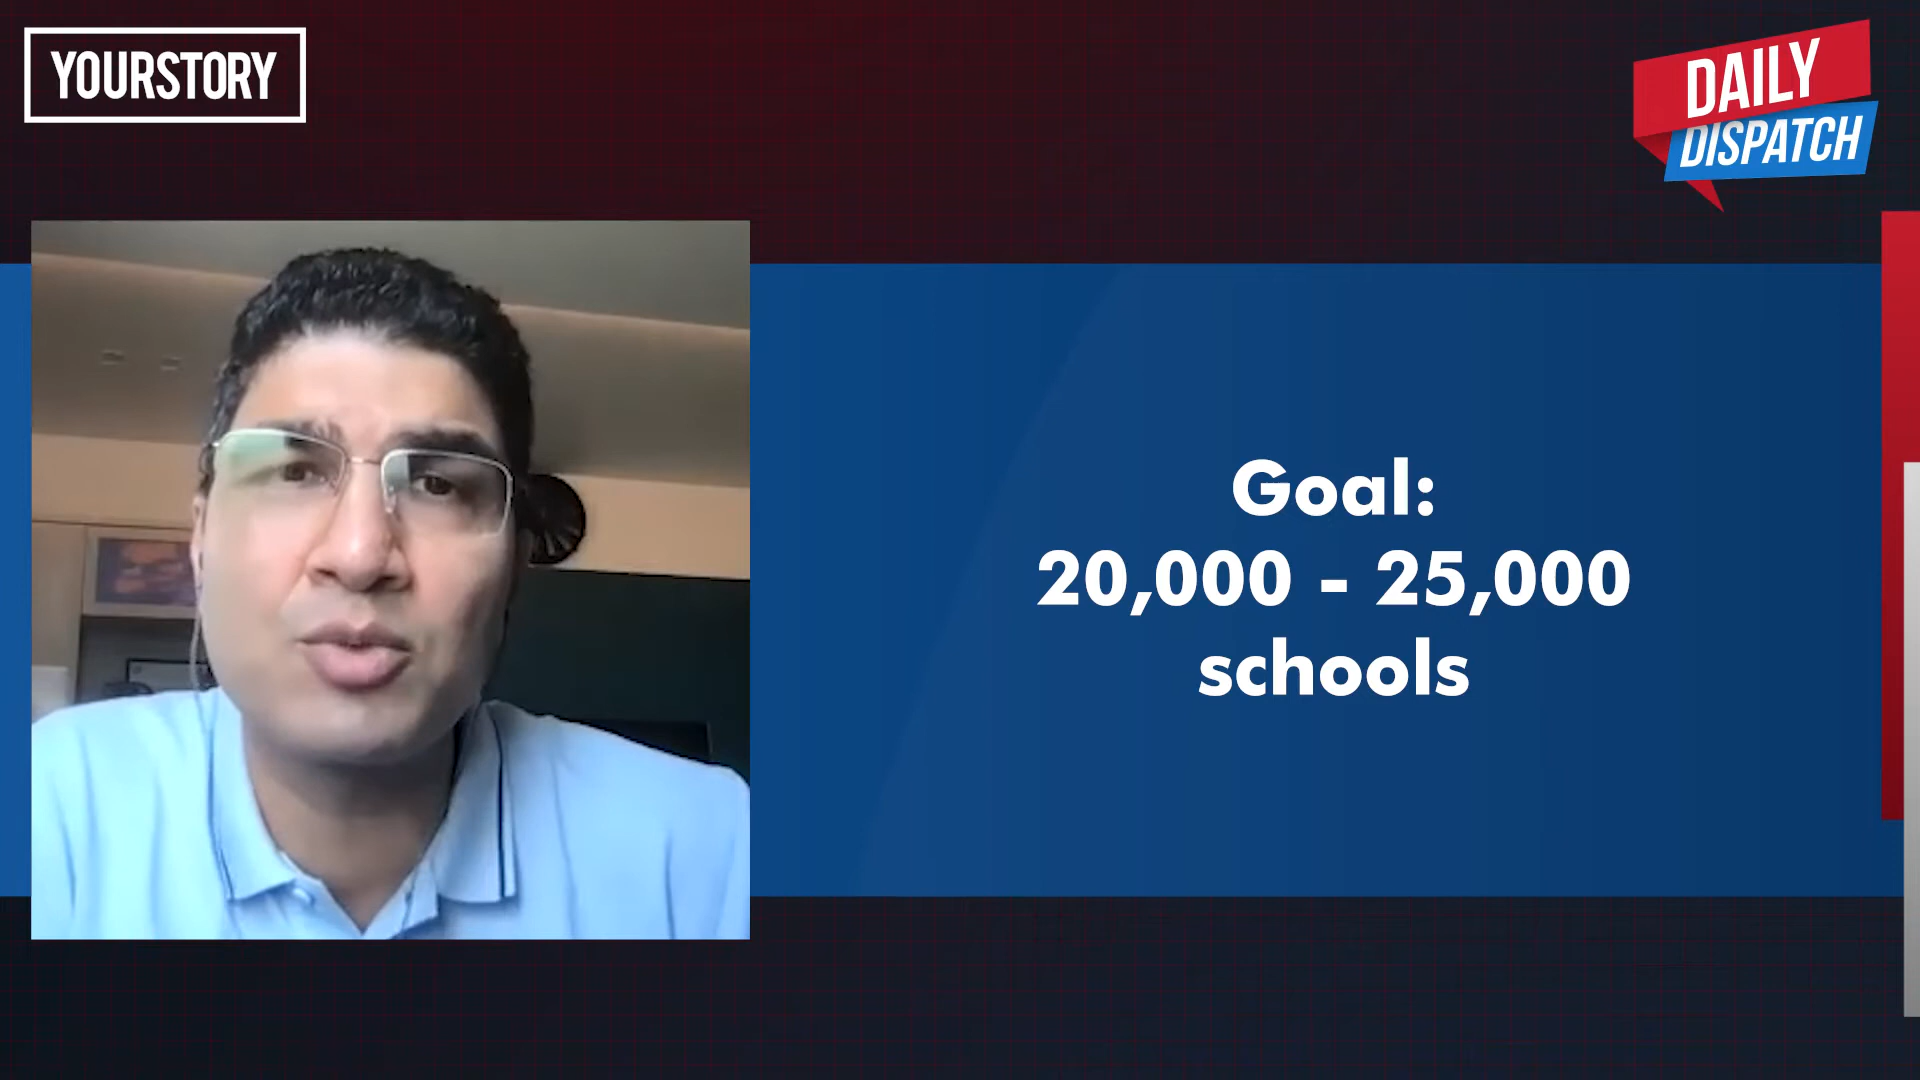 YOURSTORY
DAILY
DISPATCH
Goal:
20,000 - 25,000
schools